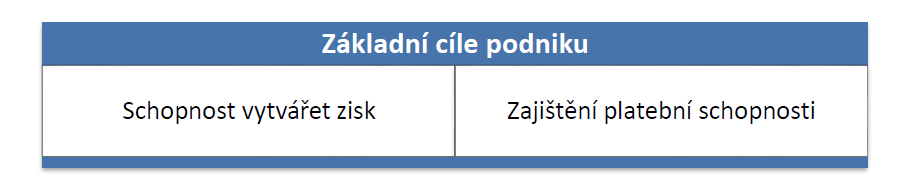 Základní cíle podniku
Schopnost vytvářet zisk
Zajištění platební schopnosti